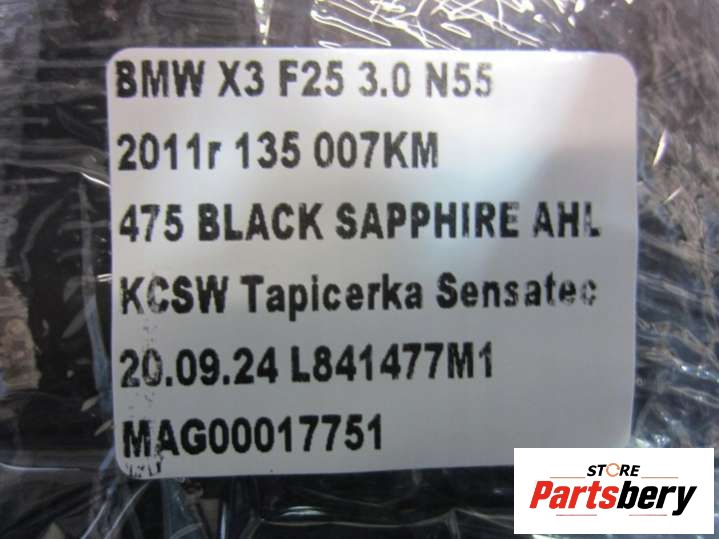 BMW X3 F25 3.0 N55
2011r 135 007KM
475 BLACK SAPPHIRE AHL
KCSW Tapicerka Sensatec
20.09.24 L841477M1
MAG00017751
STORE
Partsbery